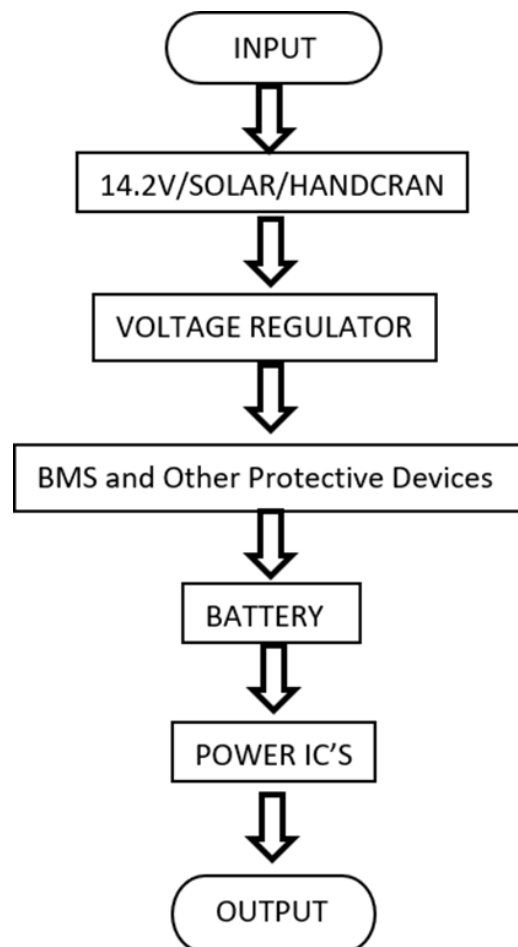 INPUT
14.2V/SOLAR/HANDCRAN
VOLTAGE REGULATOR
BMS and Other Protective Devices
BATTERY
POWER IC’S
OUTPUT